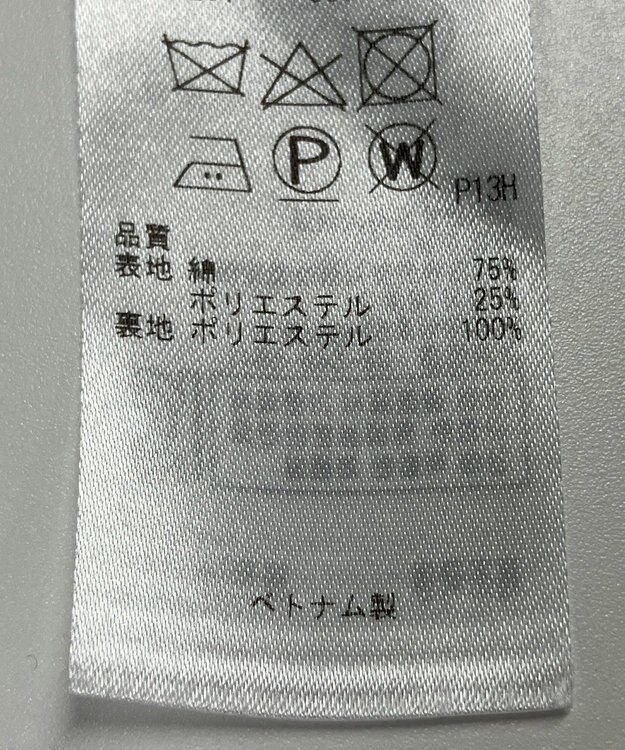 P W P13H
品質
表地 綿 75%
ポリエステル 25%
裏地 ポリエステル 100%
ベトナム製